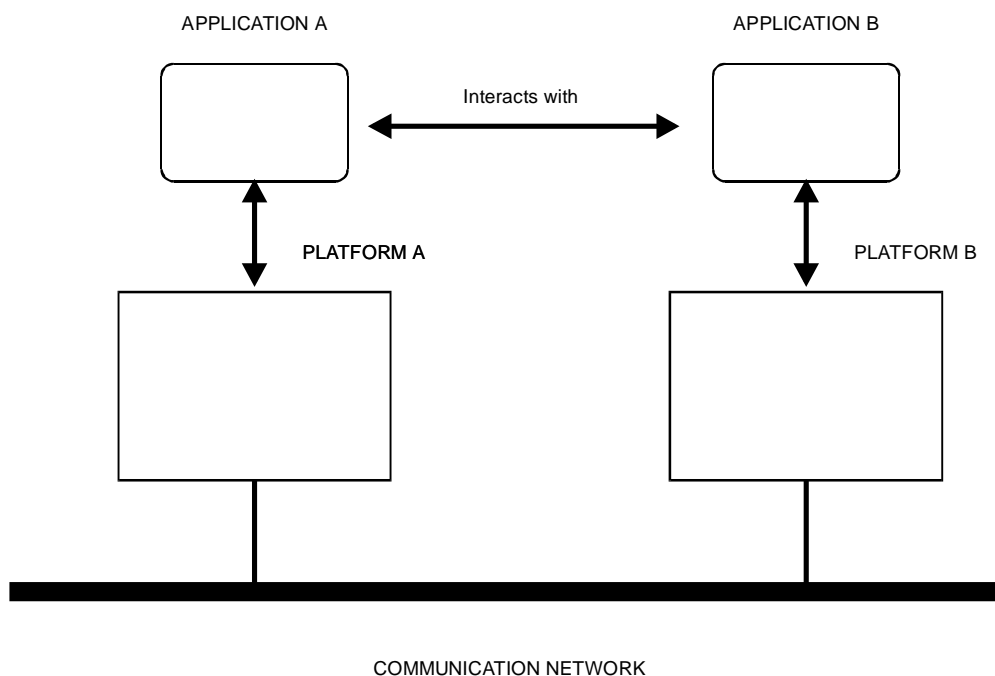 APPLICATION A
APPLICATION B
Interacts with
PLATFORM A
PLATFORM B
COMMUNICATION NETWORK